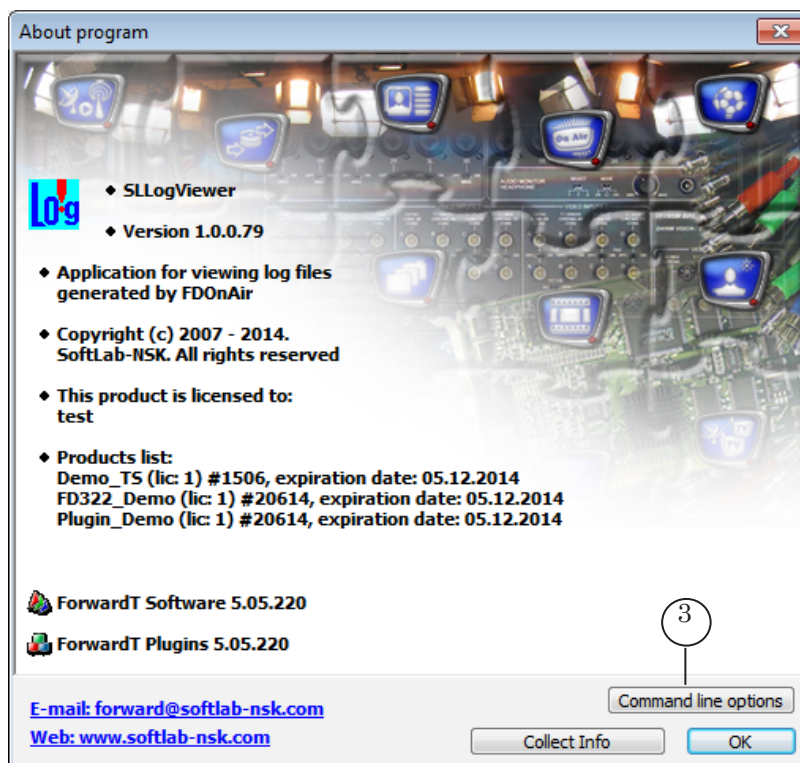 About program
On Air
Log
SLLogViewer
Version 1.0.0.79
Application for viewing log files
generated by FDOnAir
Copyright (c) 2007 - 2014.
SoftLab-NSK. All rights reserved
This product is licensed to:
test
Products list:
Demo_TS (lic: 1) #1506, expiration date: 05.12.2014
FD322_Demo (lic: 1) #20614, expiration date: 05.12.2014
Plugin_Demo (lic: 1) #20614, expiration date: 05.12.2014
ForwardT Software 5.05.220
ForwardT Plugins 5.05.220
3
E-mail: forward@softlab-nsk.com
Command line options
Web: www.softlab-nsk.com
Collect Info
OK